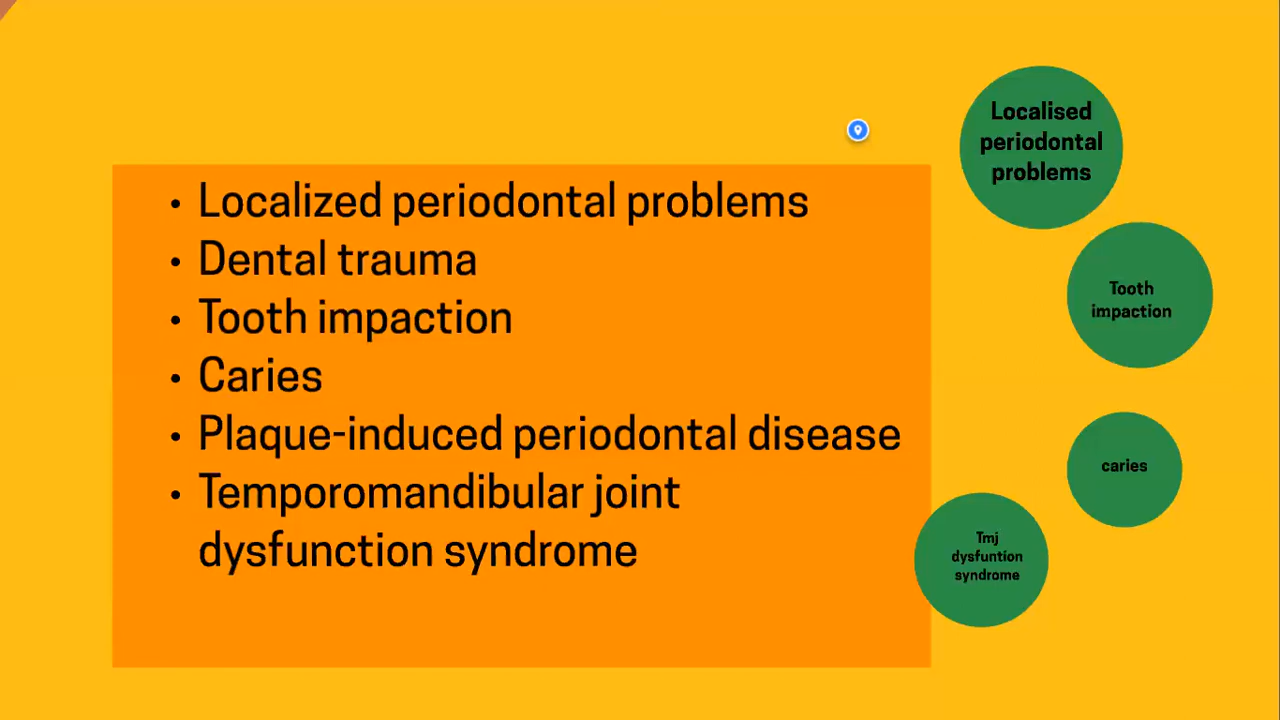 • Localized periodontal problems
• Dental trauma
• Tooth impaction
• Caries
• Plaque-induced periodontal disease
• Temporomandibular joint
dysfunction syndrome
Localised
periodontal
problems
Tooth
impaction
caries
Tmj
dysfuntion
syndrome